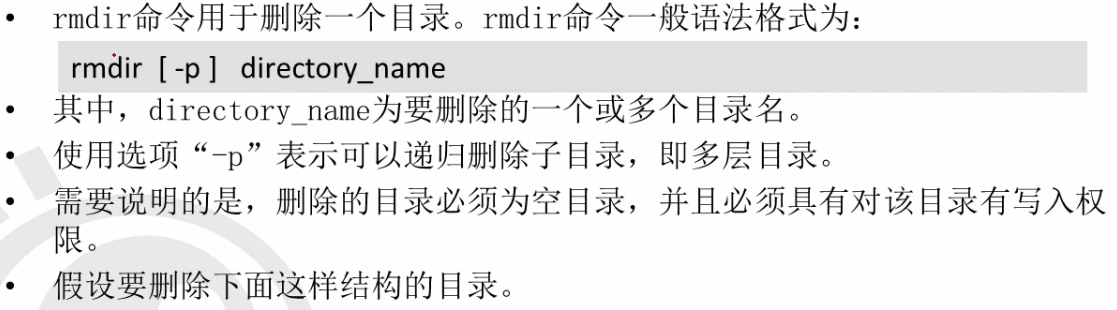 • rmdir命令用于删除一个目录。rmdir命令一般语法格式为：
rmdir [ -p ] directory_name
• 其中，directory_name为要删除的一个或多个目录名。
• 使用选项“-p”表示可以递归删除子目录，即多层目录。
• 需要说明的是，删除的目录必须为空目录，并且必须具有对该目录有写入权
限。
• 假设要删除下面这样结构的目录。